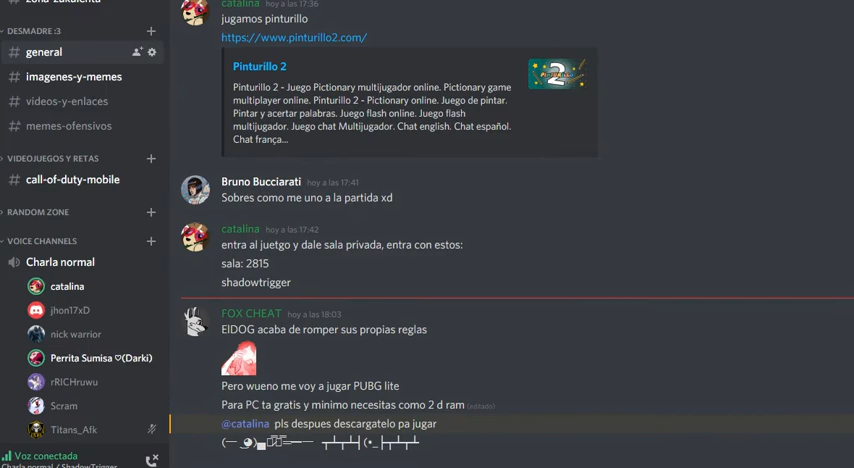 zona-zakulenta
DESMADRE :3
general
imagenes-y-memes
videos-y-enlaces
memes-ofensivos
VIDEOJUEGOS Y RETAS
call-of-duty-mobile
RANDOM ZONE
VOICE CHANNELS
Charla normal
catalina
jhon17xD
nick warrior
Perrita Sumisa ♡(Darki)
rRICHruwu
Scram
Titans_Afk
Voz conectada
Charla normal / ShadowTrigger
catalina hoy a las 17:36
jugamos pinturillo
https://www.pinturillo2.com/
Pinturillo 2
Pinturillo 2 - Juego Pictionary multijugador online. Pictionary game
multiplayer online. Pinturillo 2 - Pictionary online. Juego de pintar.
Pintar y acertar palabras. Juego flash online. Juego flash
multijugador. Juego chat Multijugador. Chat english. Chat español.
Chat frança...
PINTURILLO
2
Bruno Bucciarati hoy a las 17:41
Sobres como me uno a la partida xd
catalina hoy a las 17:42
entra al juetgo y dale sala privada, entra con estos:
sala: 2815
shadowtrigger
FOX CHEAT hoy a las 18:03
ElDOG acaba de romper sus propias reglas
Pero wueno me voy a jugar PUBG lite
Para PC ta gratis y minimo necesitas como 2 d ram (editado)
@catalina pls despues descargatelo pa jugar